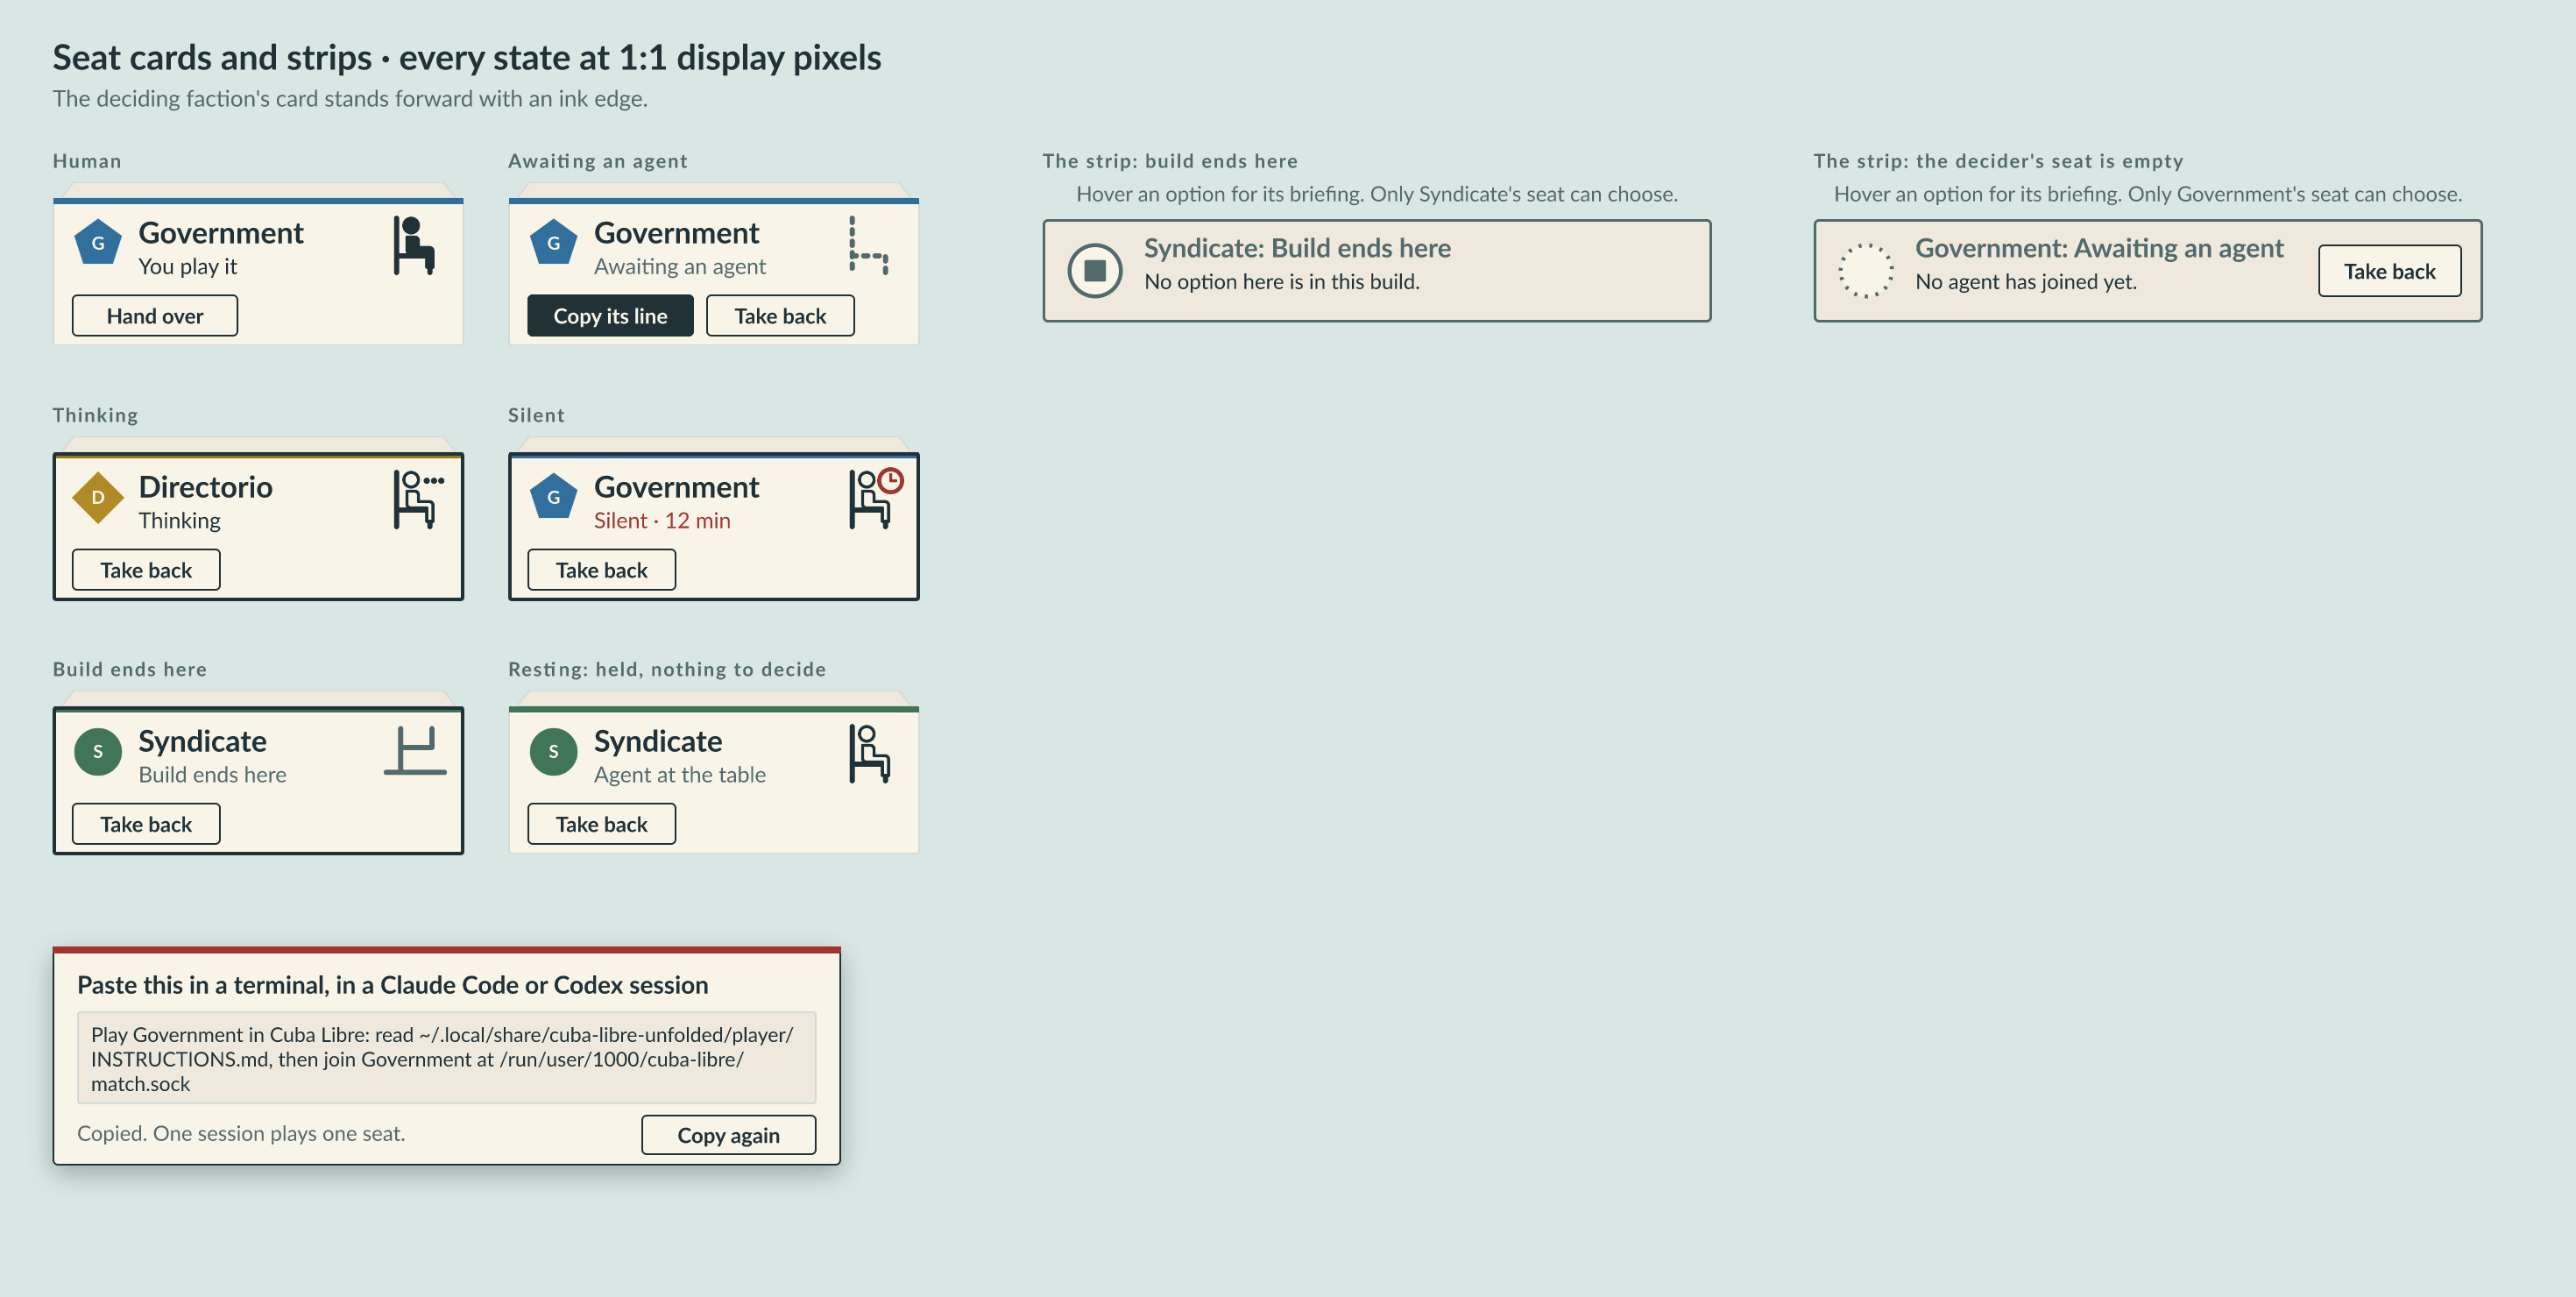 Seat cards and strips · every state at 1:1 display pixels
The deciding faction's card stands forward with an ink edge.
Human
G
Government
You play it
Hand over
Awaiting an agent
G
Government
Awaiting an agent
Copy its line
Take back
The strip: build ends here
Hover an option for its briefing. Only Syndicate's seat can choose.
Syndicate: Build ends here
No option here is in this build.
The strip: the decider's seat is empty
Hover an option for its briefing. Only Government's seat can choose.
Government: Awaiting an agent
No agent has joined yet.
Take back
Thinking
D
Directorio
Thinking
Take back
Silent
G
Government
Silent · 12 min
Take back
Build ends here
S
Syndicate
Build ends here
Take back
Resting: held, nothing to decide
S
Syndicate
Agent at the table
Take back
Paste this in a terminal, in a Claude Code or Codex session
Play Government in Cuba Libre: read ~/.local/share/cuba-libre-unfolded/player/
INSTRUCTIONS.md, then join Government at /run/user/1000/cuba-libre/
match.sock
Copied. One session plays one seat.
Copy again